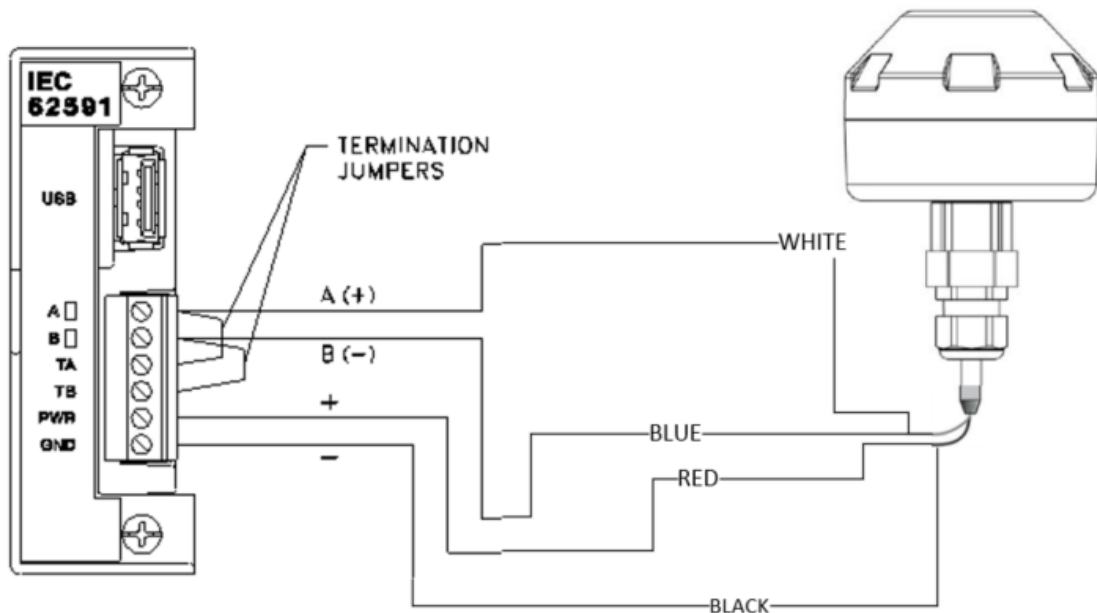 IEC
62591
USB
TERMINATION
JUMPERS
WHITE
A
A (+)
B
B (-)
TA
TB
+
PWR
GND
-
BLUE
RED
BLACK